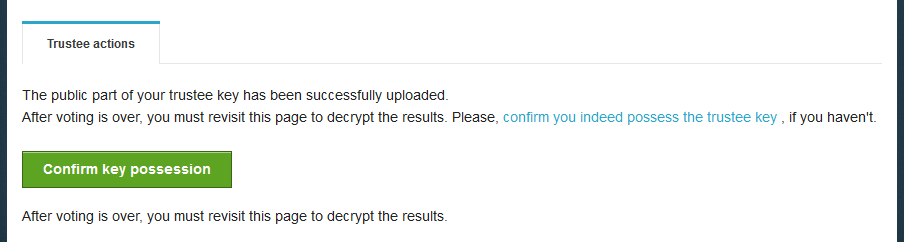 Trustee actions
The public part of your trustee key has been successfully uploaded.
After voting is over, you must revisit this page to decrypt the results. Please, confirm you indeed possess the trustee key , if you haven't.
Confirm key possession
After voting is over, you must revisit this page to decrypt the results.